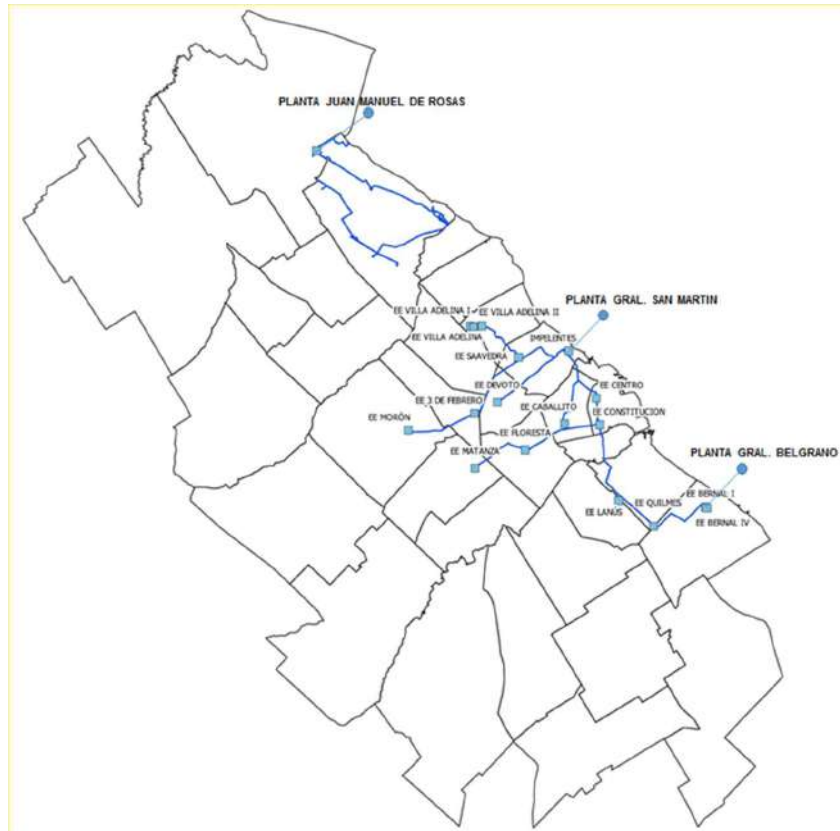 PLANTA JUAN MANUEL DE ROSAS
PLANTA GRAL. SAN MARTIN
EE VILLA ADELINA I
EE VILLA ADELINA II
EE VILLA ADELINA
IMPELENTES
EE SAAVEDRA
EE DEVOTO
EE CENTRO
EE 3 DE FEBRERO
EE CABALLITO
EE CONSTITUCION
EE MORÓN
EE FLORESTA
EE MATANZA
PLANTA GRAL. BELGRANO
EE BERNAL I
EE QUILMES
EE LANÚS
EE BERNAL IV